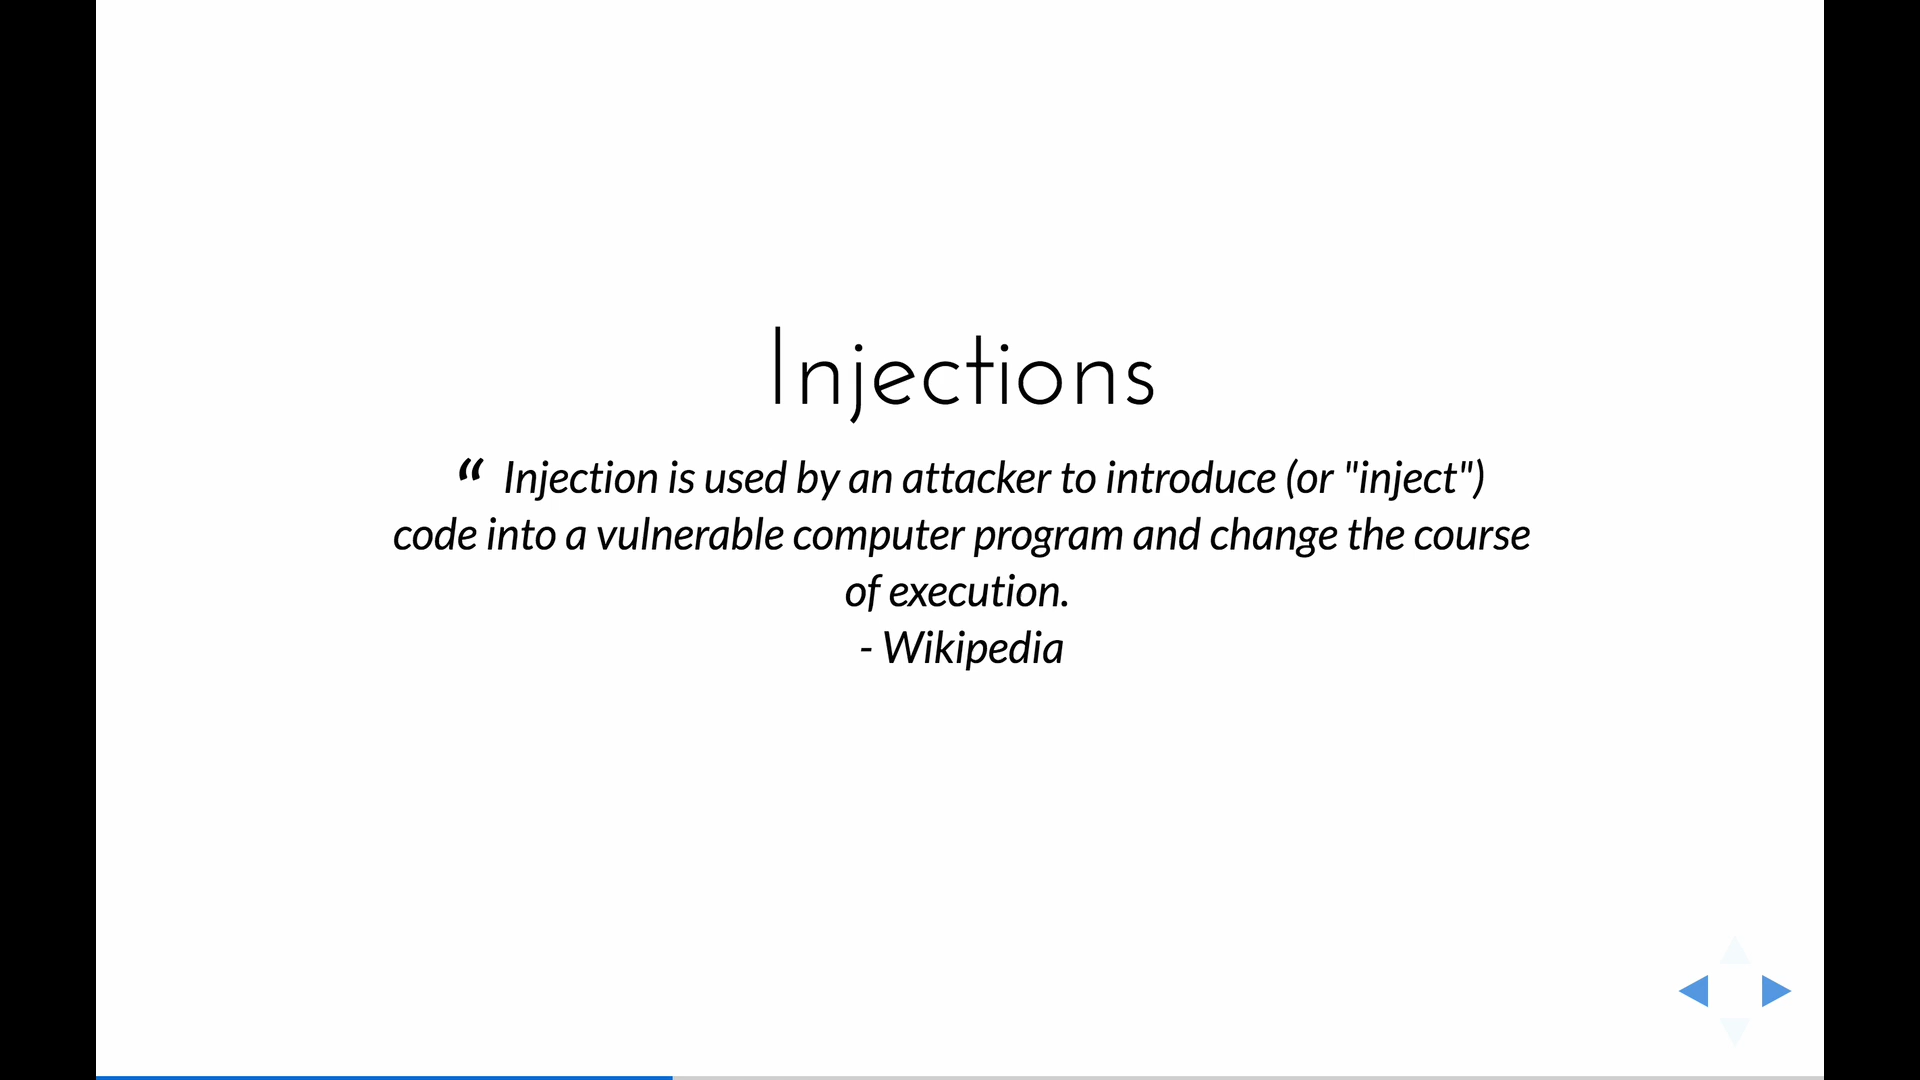 Injections
“ Injection is used by an attacker to introduce (or "inject")
code into a vulnerable computer program and change the course
of execution.
- Wikipedia